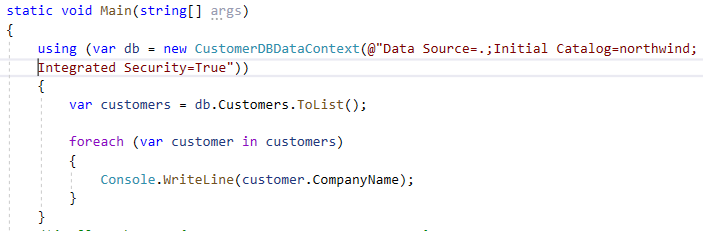 static void Main(string[] args)
{
using (var db = new CustomerDBDataContext(@"Data Source=.;Initial Catalog=northwind;
Integrated Security=True"))
{
var customers = db.Customers.ToList();
foreach (var customer in customers)
{
Console.WriteLine(customer.CompanyName);
}
}